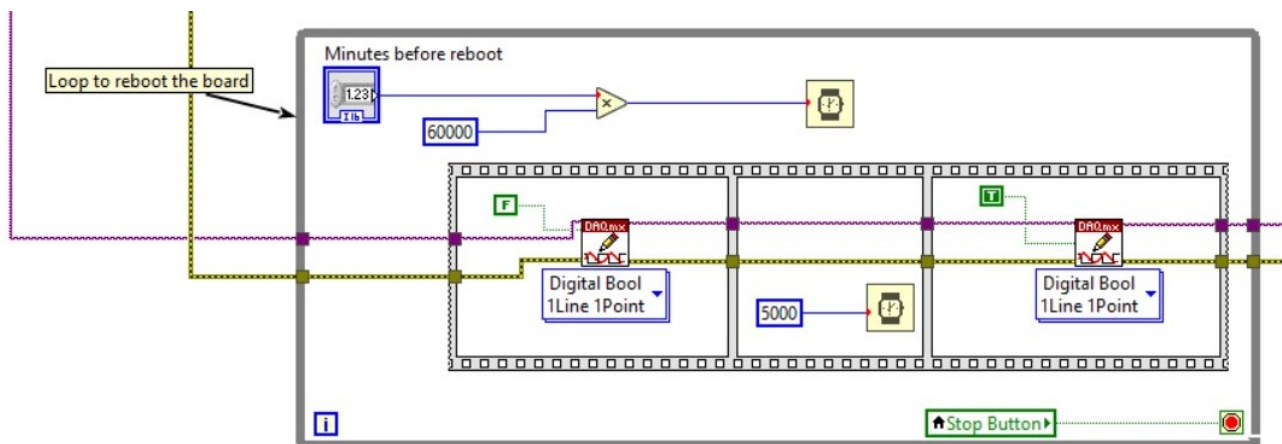 Minutes before reboot
Loop to reboot the board
1.23
60000
F
T
DAQmx
DAQmx
Digital Bool
1Line 1Point
5000
Digital Bool
1Line 1Point
i
Stop Button